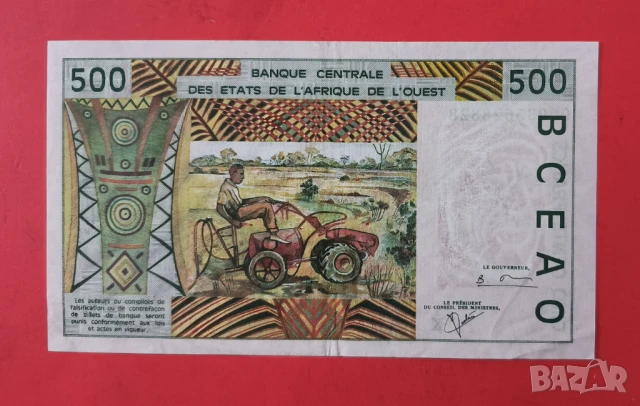 500
BANQUE CENTRALE
DES ETATS DE L'AFRIQUE DE L'OUEST
500
BCEAO
LE GOUVERNEUR,
LE PRÉSIDENT
DU CONSEIL DES MINISTRES,
Les auteurs ou complices de
falsification ou de contrefaçon
de billets de banque seront
punis conformément aux lois
et actes en vigueur.
BAZAR